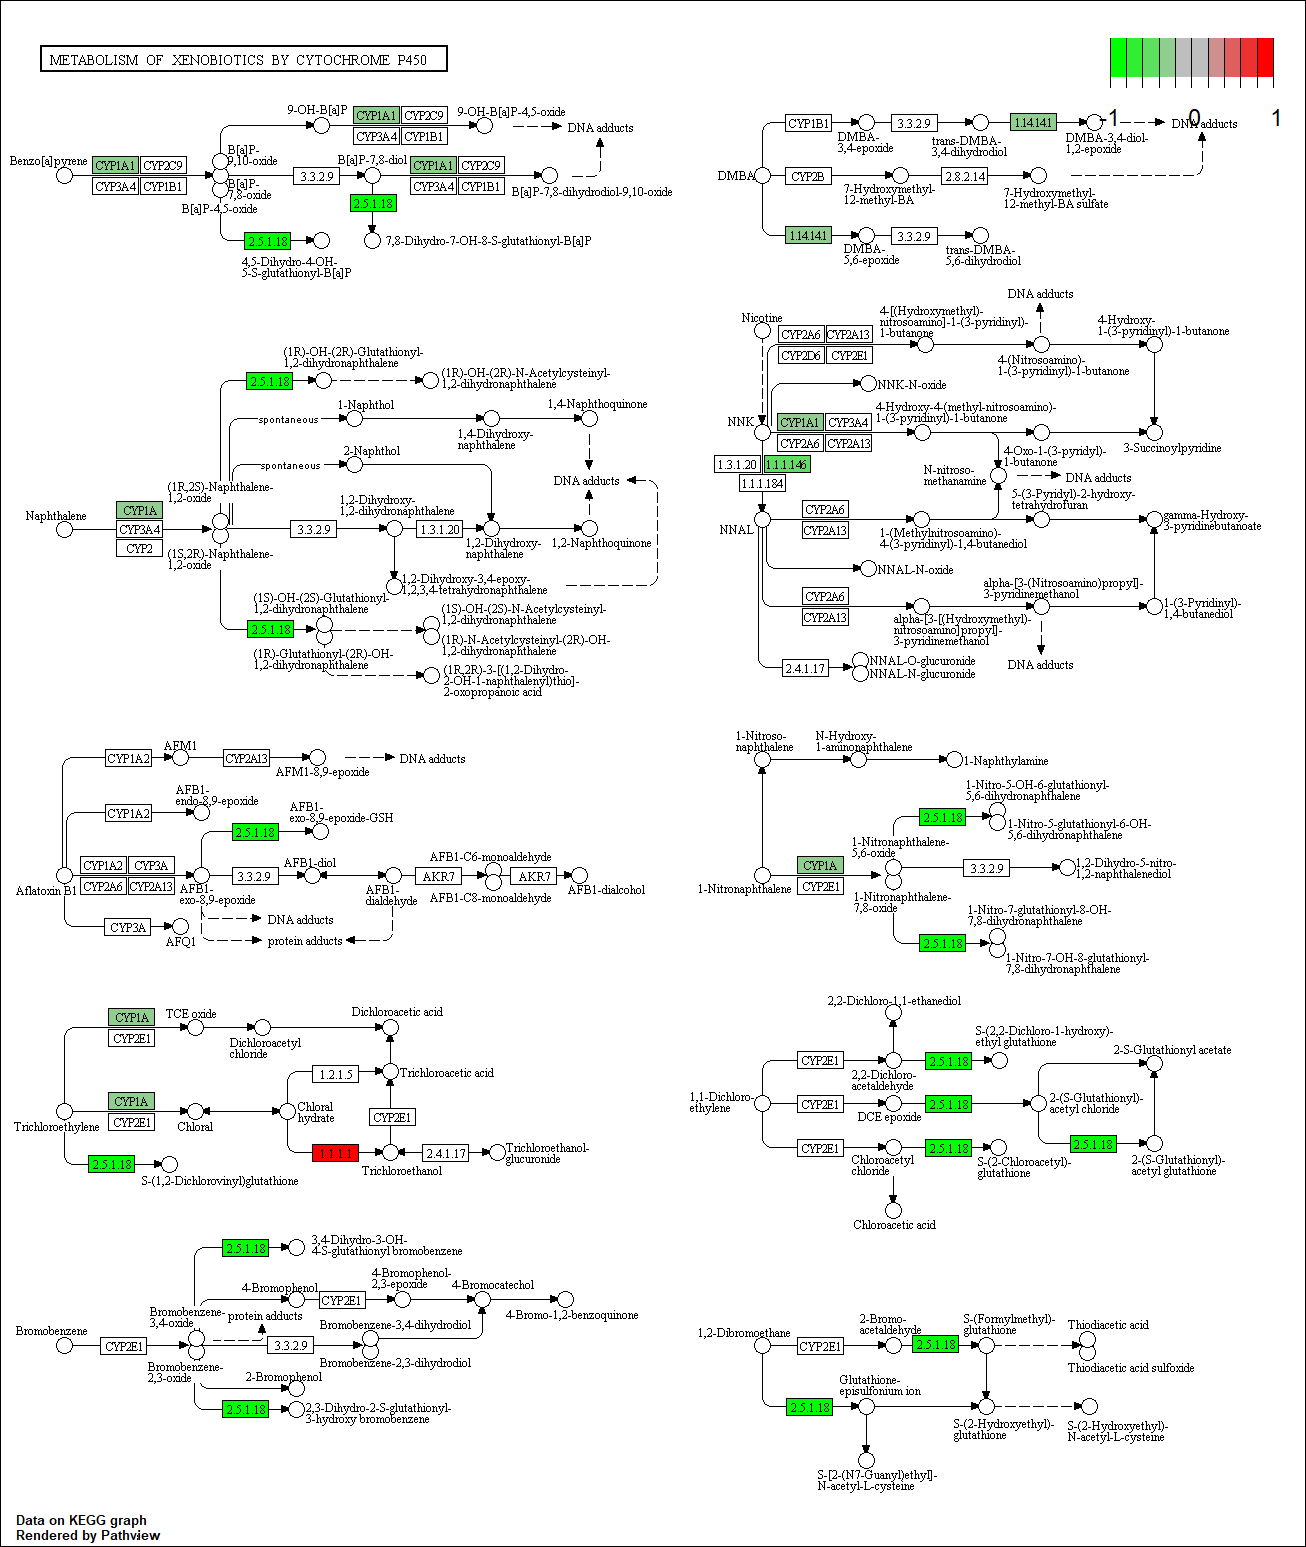 METABOLISM OF XENOBIOTICS BY CYTOCHROME P450
-1
0
1
9-OH-B[a]P
CYP1A1
CYP2C9
CYP3A4
CYP1B1
9-OH-B[a]P-4,5-oxide
DNA adducts
Benzo[a]pyrene
CYP1A1
CYP2C9
CYP3A4
CYP1B1
B[a]P-
9,10-oxide
B[a]P-
7,8-oxide
B[a]P-4,5-oxide
3.3.2.9
B[a]P-7,8-diol
CYP1A1
CYP2C9
CYP3A4
CYP1B1
B[a]P-7,8-dihydrodiol-9,10-oxide
2.5.1.18
7,8-Dihydro-7-OH-8-S-glutathionyl-B[a]P
2.5.1.18
4,5-Dihydro-4-OH-
5-S-glutathionyl-B[a]P
DMBA
CYP1B1
DMBA-
3,4-epoxide
3.3.2.9
trans-DMBA-
3,4-dihydrodiol
1.14.14.1
DMBA-3,4-diol-
1,2-epoxide
DNA adducts
CYP2B
7-Hydroxymethyl-
12-methyl-BA
2.8.2.14
7-Hydroxymethyl-
12-methyl-BA sulfate
1.14.14.1
DMBA-
5,6-epoxide
3.3.2.9
trans-DMBA-
5,6-dihydrodiol
Naphthalene
CYP1A
CYP3A4
CYP2
(1R,2S)-Naphthalene-
1,2-oxide
(1S,2R)-Naphthalene-
1,2-oxide
2.5.1.18
(1R)-OH-(2R)-Glutathionyl-
1,2-dihydronaphthalene
(1R)-OH-(2R)-N-Acetylcysteinyl-
1,2-dihydronaphthalene
spontaneous
1-Naphthol
1,4-Dihydroxy-
naphthalene
1,4-Naphthoquinone
spontaneous
2-Naphthol
DNA adducts
3.3.2.9
1,2-Dihydroxy-
1,2-dihydronaphthalene
1.3.1.20
1,2-Dihydroxy-
naphthalene
1,2-Naphthoquinone
1,2-Dihydroxy-3,4-epoxy-
1,2,3,4-tetrahydronaphthalene
2.5.1.18
(1S)-OH-(2S)-Glutathionyl-
1,2-dihydronaphthalene
(1R)-Glutathionyl-(2R)-OH-
1,2-dihydronaphthalene
(1S)-OH-(2S)-N-Acetylcysteinyl-
1,2-dihydronaphthalene
(1R)-N-Acetylcysteinyl-(2R)-OH-
1,2-dihydronaphthalene
(1R,2R)-3-[(1,2-Dihydro-
2-OH-1-naphthalenyl)thio]-
2-oxopropanoic acid
Nicotine
CYP2A6
CYP2A13
CYP2D6
CYP2E1
4-[(Hydroxymethyl)-
nitrosoamino]-1-(3-pyridinyl)-
1-butanone
DNA adducts
4-(Nitrosoamino)-
1-(3-pyridinyl)-1-butanone
4-Hydroxy-
1-(3-pyridinyl)-1-butanone
NNK-N-oxide
NNK
CYP1A1
CYP3A4
CYP2A6
CYP2A13
4-Hydroxy-4-(methyl-nitrosoamino)-
1-(3-pyridinyl)-1-butanone
4-Oxo-1-(3-pyridyl)-
1-butanone
3-Succinoylpyridine
1.3.1.20
1.1.1.146
1.1.1.184
N-nitroso-
methanamine
DNA adducts
NNAL
CYP2A6
CYP2A13
1-(Methylnitrosoamino)-
4-(3-pyridinyl)-1,4-butanediol
5-(3-Pyridyl)-2-hydroxy-
tetrahydrofuran
gamma-Hydroxy-
3-pyridinebutanoate
NNAL-N-oxide
CYP2A6
CYP2A13
alpha-[3-[(Hydroxymethyl)-
nitrosoamino]propyl]-
3-pyridinemethanol
alpha-[3-(Nitrosoamino)propyl]-
3-pyridinemethanol
1-(3-Pyridinyl)-
1,4-butanediol
DNA adducts
2.4.1.17
NNAL-O-glucuronide
NNAL-N-glucuronide
Aflatoxin B1
CYP1A2
AFM1
CYP2A13
AFM1-8,9-epoxide
DNA adducts
CYP1A2
AFB1-
endo-8,9-epoxide
2.5.1.18
AFB1-
exo-8,9-epoxide-GSH
CYP1A2
CYP3A
CYP2A6
CYP2A13
AFB1-
exo-8,9-epoxide
3.3.2.9
AFB1-diol
AFB1-
dialdehyde
AKR7
AFB1-C6-monoaldehyde
AFB1-C8-monoaldehyde
AKR7
AFB1-dialcohol
DNA adducts
protein adducts
CYP3A
AFQ1
1-Nitroso-
naphthalene
N-Hydroxy-
1-aminonaphthalene
1-Naphthylamine
1-Nitronaphthalene
CYP1A
CYP2E1
1-Nitronaphthalene-
5,6-oxide
1-Nitronaphthalene-
7,8-oxide
2.5.1.18
1-Nitro-5-OH-6-glutathionyl-
5,6-dihydronaphthalene
1-Nitro-5-glutathionyl-6-OH-
5,6-dihydronaphthalene
3.3.2.9
1,2-Dihydro-5-nitro-
1,2-naphthalenediol
2.5.1.18
1-Nitro-7-glutathionyl-8-OH-
7,8-dihydronaphthalene
1-Nitro-7-OH-8-glutathionyl-
7,8-dihydronaphthalene
Trichloroethylene
CYP1A
CYP2E1
TCE oxide
Dichloroacetyl
chloride
Dichloroacetic acid
1.2.1.5
Trichloroacetic acid
CYP1A
CYP2E1
Chloral
Chloral
hydrate
CYP2E1
1.1.1.1
Trichloroethanol
2.4.1.17
Trichloroethanol-
glucuronide
2.5.1.18
S-(1,2-Dichlorovinyl)glutathione
1,1-Dichloro-
ethylene
2,2-Dichloro-1,1-ethanediol
CYP2E1
2,2-Dichloro-
acetaldehyde
2.5.1.18
S-(2,2-Dichloro-1-hydroxy)-
ethyl glutathione
CYP2E1
DCE epoxide
2.5.1.18
2-(S-Glutathionyl)-
acetyl chloride
2-S-Glutathionyl acetate
CYP2E1
Chloroacetyl
chloride
2.5.1.18
S-(2-Chloroacetyl)-
glutathione
2.5.1.18
2-(S-Glutathionyl)-
acetyl glutathione
Chloroacetic acid
Bromobenzene
CYP2E1
Bromobenzene-
3,4-oxide
Bromobenzene-
2,3-oxide
2.5.1.18
3,4-Dihydro-3-OH-
4-S-glutathionyl bromobenzene
4-Bromophenol
CYP2E1
4-Bromophenol-
2,3-epoxide
4-Bromocatechol
4-Bromo-1,2-benzoquinone
protein adducts
3.3.2.9
Bromobenzene-3,4-dihydrodiol
Bromobenzene-2,3-dihydrodiol
2-Bromophenol
2.5.1.18
2,3-Dihydro-2-S-glutathionyl-
3-hydroxy bromobenzene
1,2-Dibromoethane
CYP2E1
2-Bromo-
acetaldehyde
2.5.1.18
S-(Formylmethyl)-
glutathione
Thiodiacetic acid
Thiodiacetic acid sulfoxide
2.5.1.18
Glutathione-
episulfonium ion
S-(2-Hydroxyethyl)-
glutathione
S-(2-Hydroxyethyl)-
N-acetyl-L-cysteine
S-[2-(N7-Guanyl)ethyl]-
N-acetyl-L-cysteine
Data on KEGG graph
Rendered by Pathview